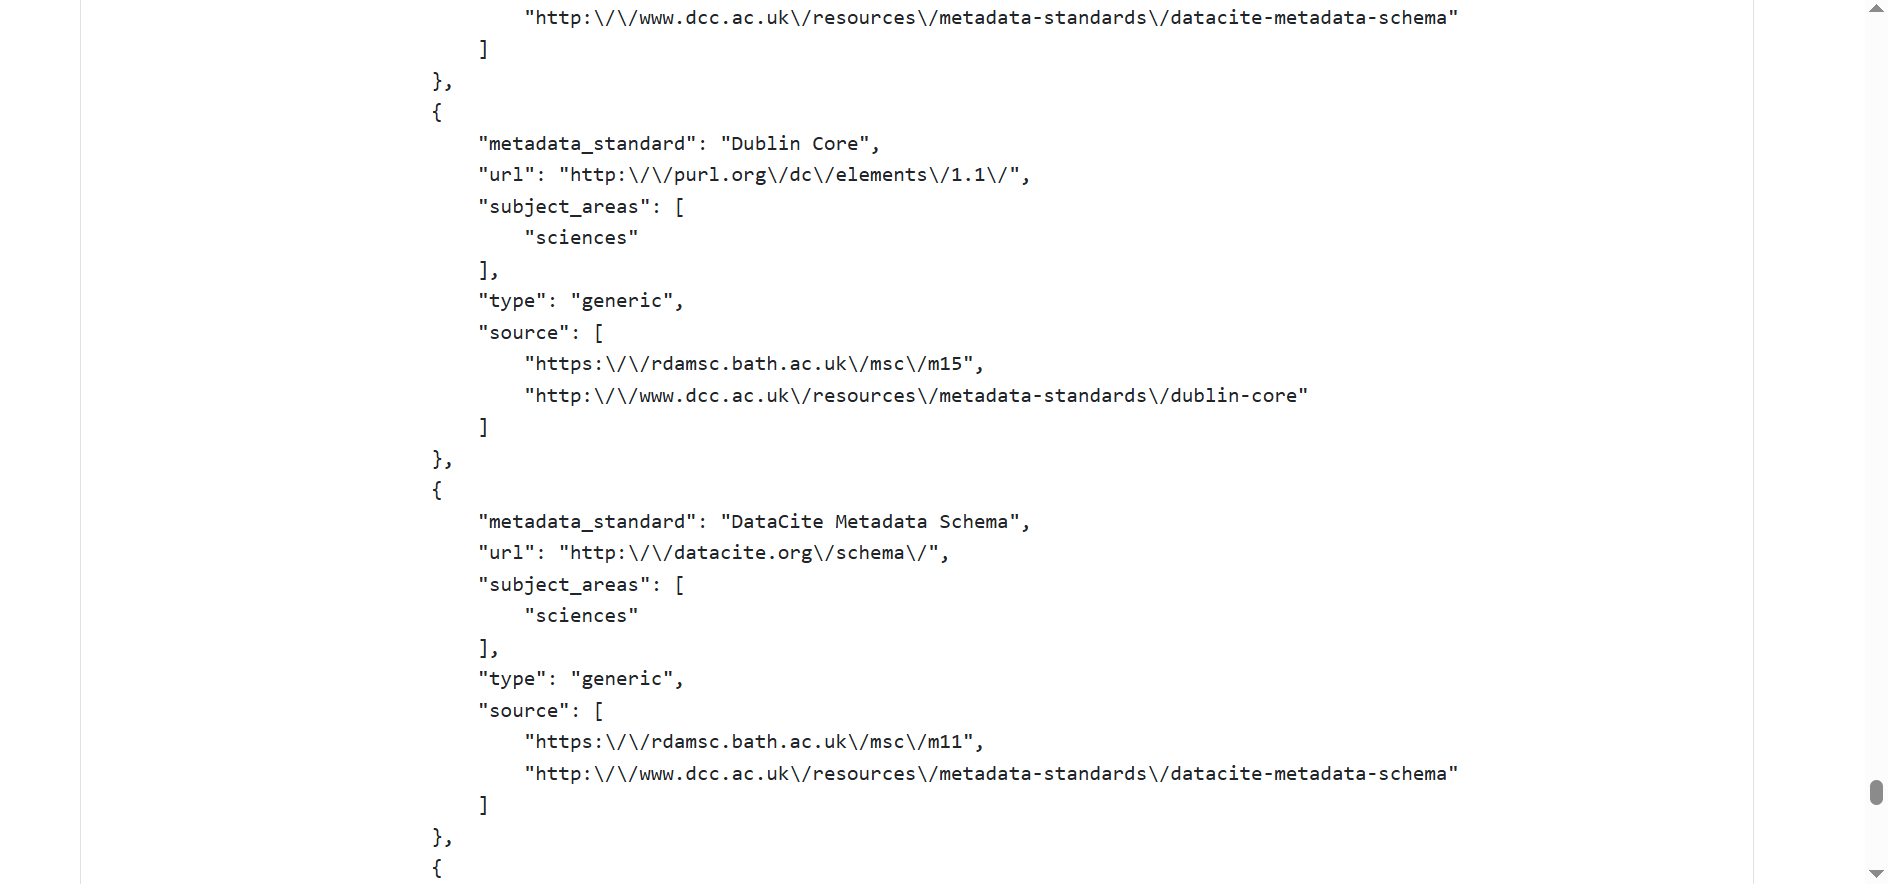 "http:\/\/www.dcc.ac.uk\/resources\/metadata-standards\/datacite-metadata-schema"
]
},
{
"metadata_standard": "Dublin Core",
"url": "http:\/\/purl.org\/dc\/elements\/1.1\/",
"subject_areas": [
"sciences"
],
"type": "generic",
"source": [
"https:\/\/rdamsc.bath.ac.uk\/msc\/m15",
"http:\/\/www.dcc.ac.uk\/resources\/metadata-standards\/dublin-core"
]
},
{
"metadata_standard": "DataCite Metadata Schema",
"url": "http:\/\/datacite.org\/schema\/",
"subject_areas": [
"sciences"
],
"type": "generic",
"source": [
"https:\/\/rdamsc.bath.ac.uk\/msc\/m11",
"http:\/\/www.dcc.ac.uk\/resources\/metadata-standards\/datacite-metadata-schema"
]
},
{